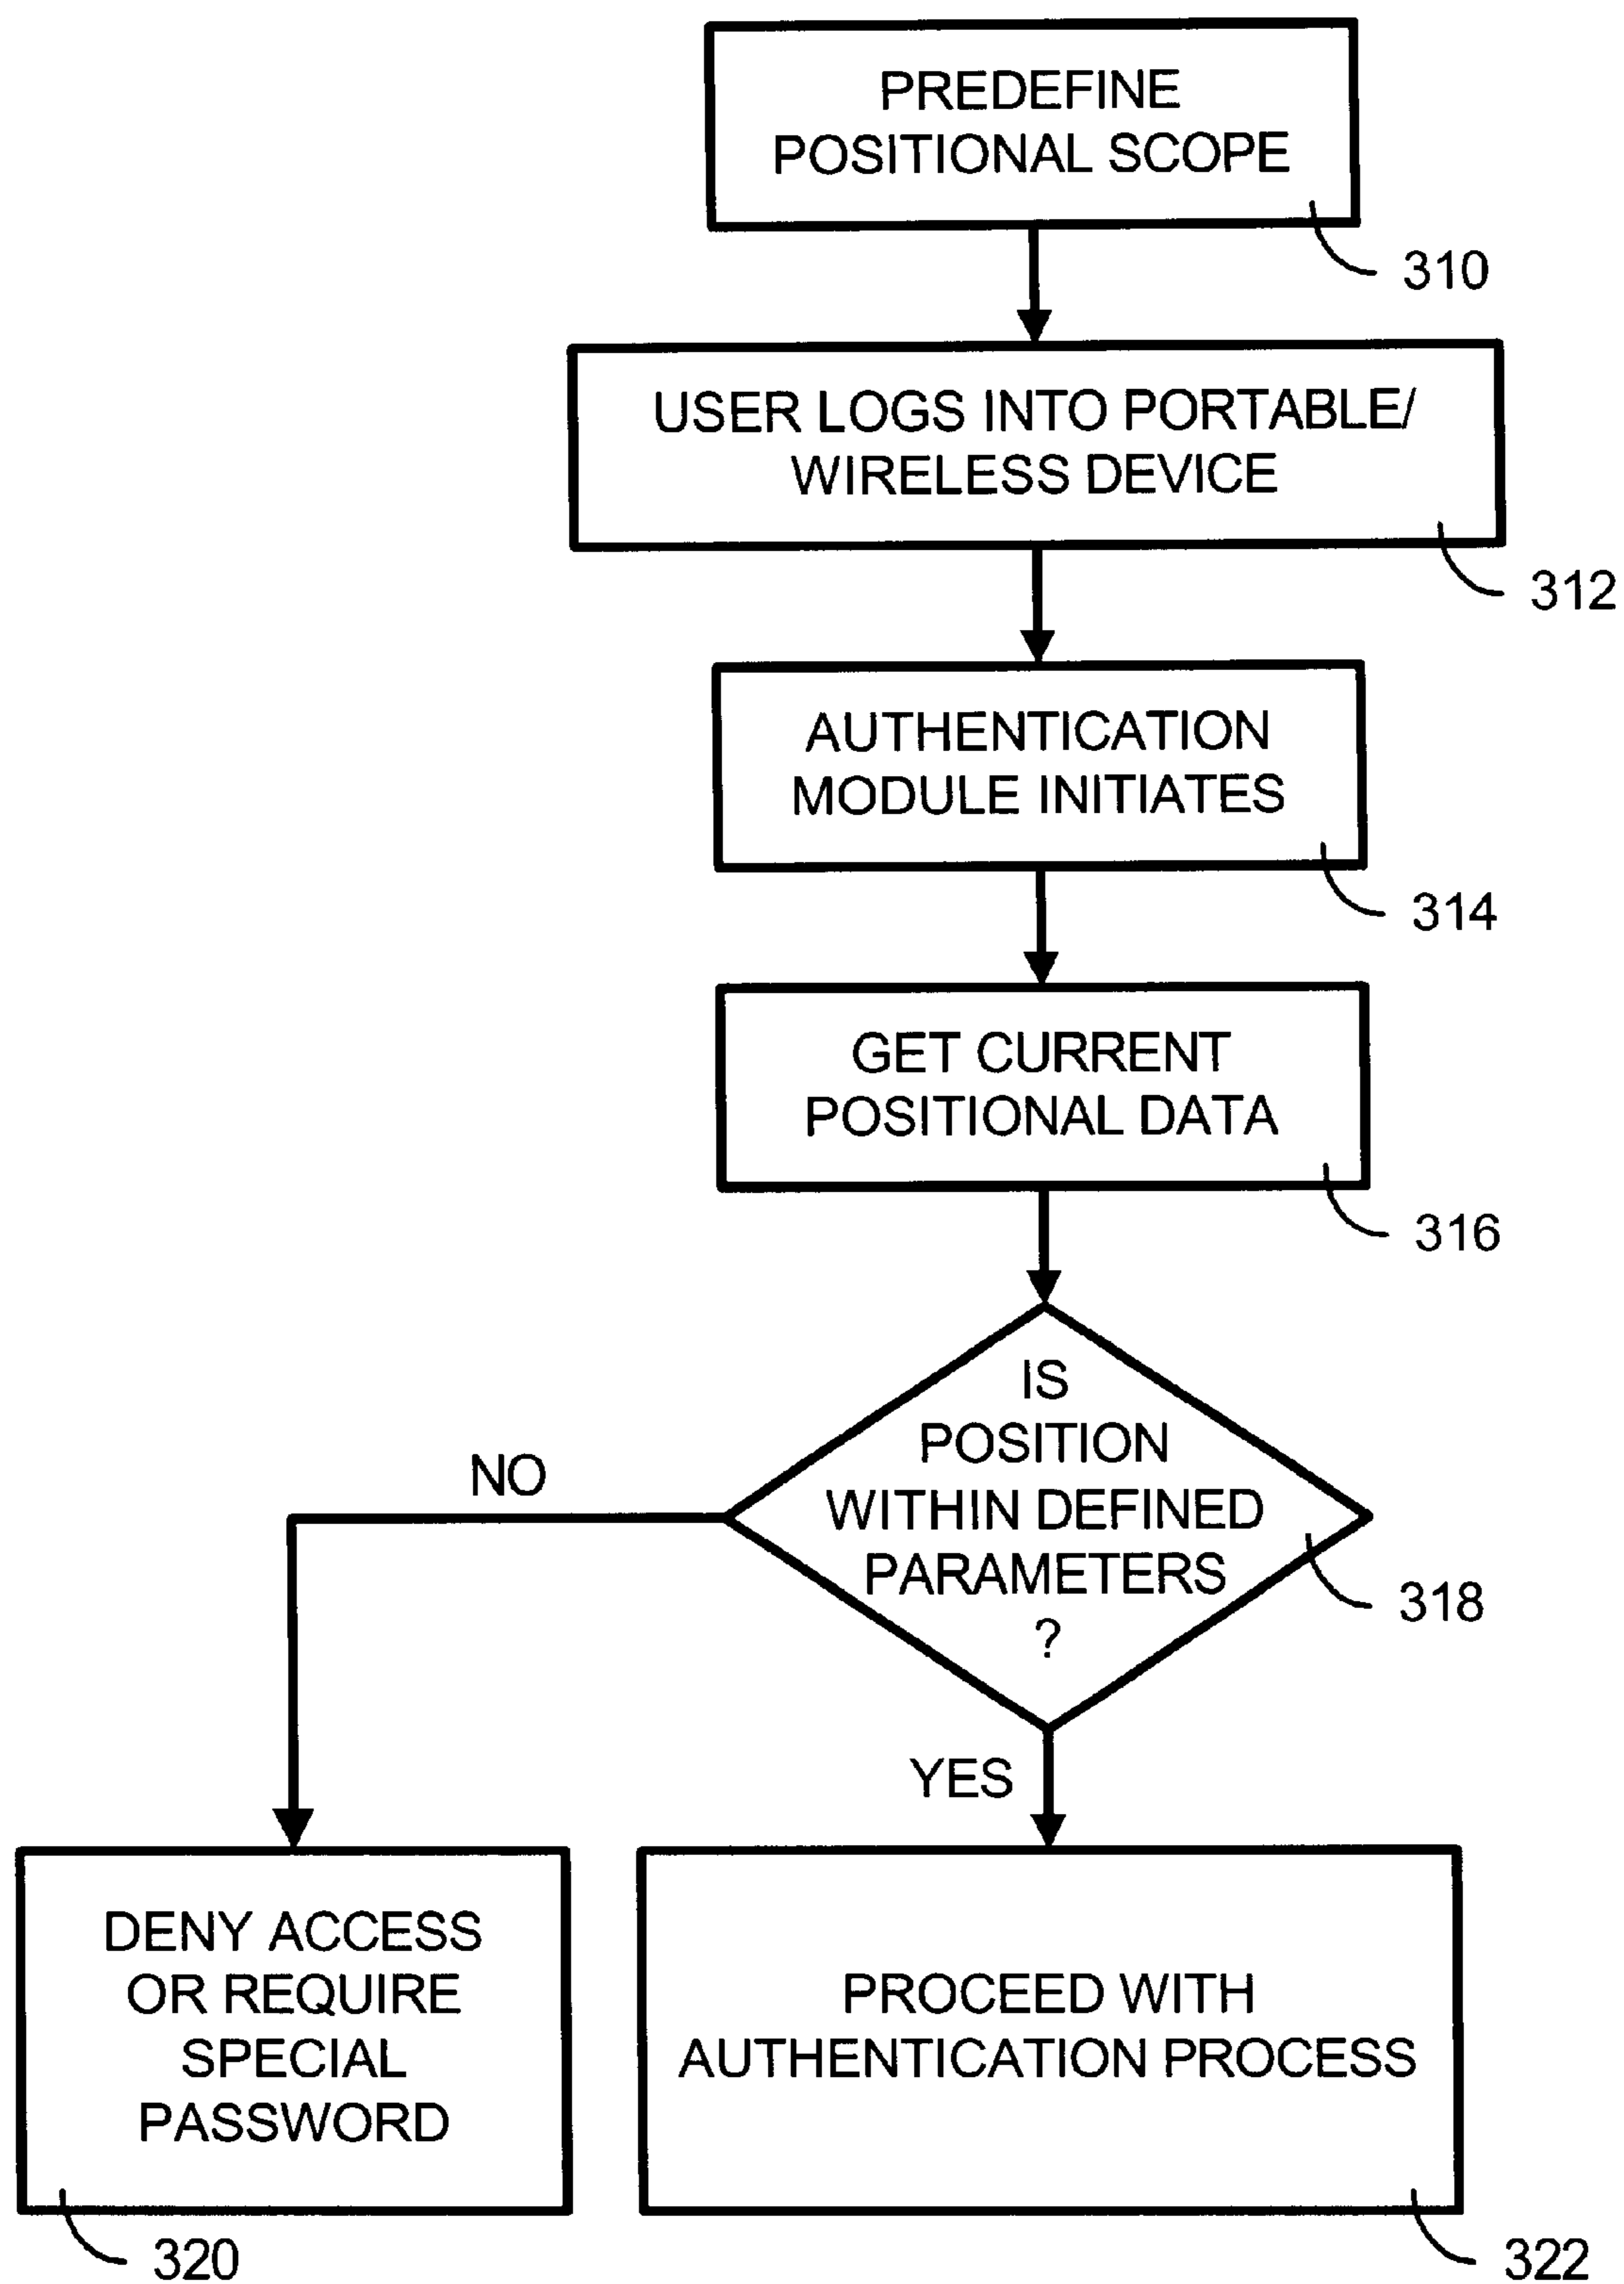 PREDEFINE
POSITIONAL SCOPE
310
USER LOGS INTO PORTABLE/
WIRELESS DEVICE
312
AUTHENTICATION
MODULE INITIATES
314
GET CURRENT
POSITIONAL DATA
316
IS
POSITION
WITHIN DEFINED
PARAMETERS
?
318
NO
YES
DENY ACCESS
OR REQUIRE
SPECIAL
PASSWORD
320
PROCEED WITH
AUTHENTICATION PROCESS
322